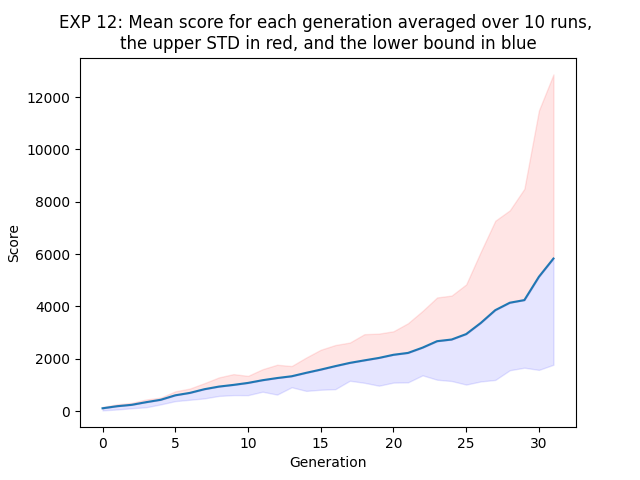 EXP 12: Mean score for each generation averaged over 10 runs,
the upper STD in red, and the lower bound in blue
12000
10000
8000
6000
4000
2000
0
Score
0 5 10 15 20 25 30
Generation